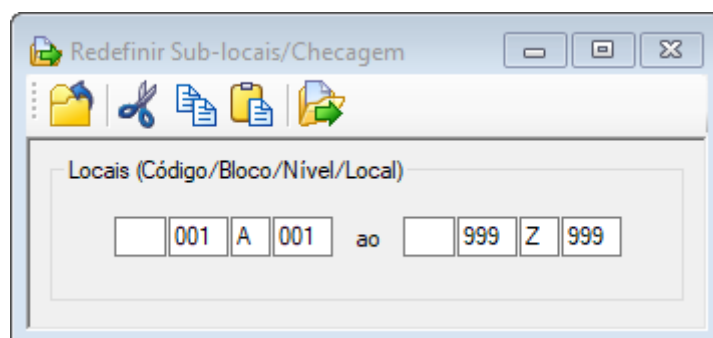 Redefinir Sub-locais/Checagem
Locais (Código/Bloco/Nível/Local)
001 A 001 ao 999 Z 999